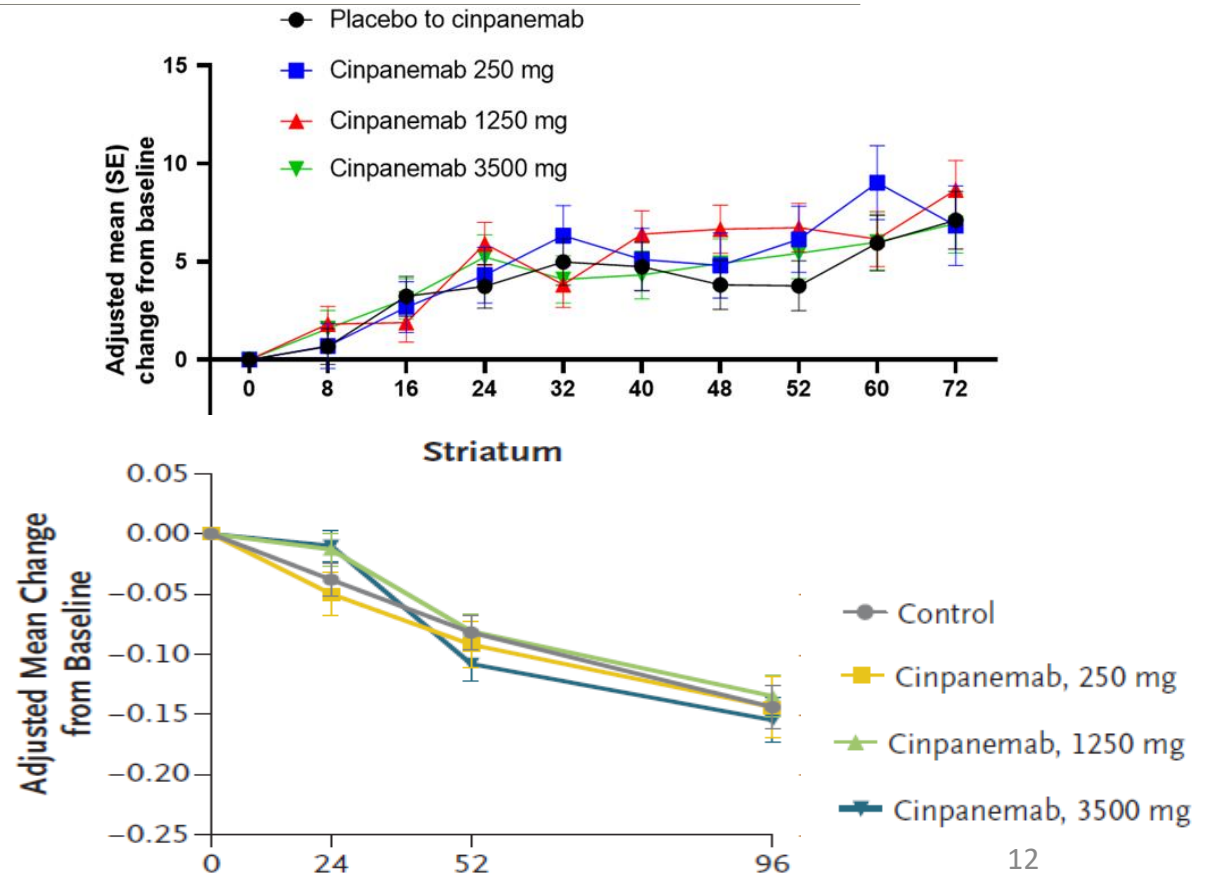 Placebo to cinpanemab
Cinpanemab 250 mg
Cinpanemab 1250 mg
Cinpanemab 3500 mg
Adjusted mean (SE)
change from baseline
15
10
5
0
0 8 16 24 32 40 48 52 60 72
Striatum
Adjusted Mean Change
from Baseline
0.05
0.00
−0.05
−0.10
−0.15
−0.20
−0.25
0 24 52 96
Control
Cinpanemab, 250 mg
Cinpanemab, 1250 mg
Cinpanemab, 3500 mg
12